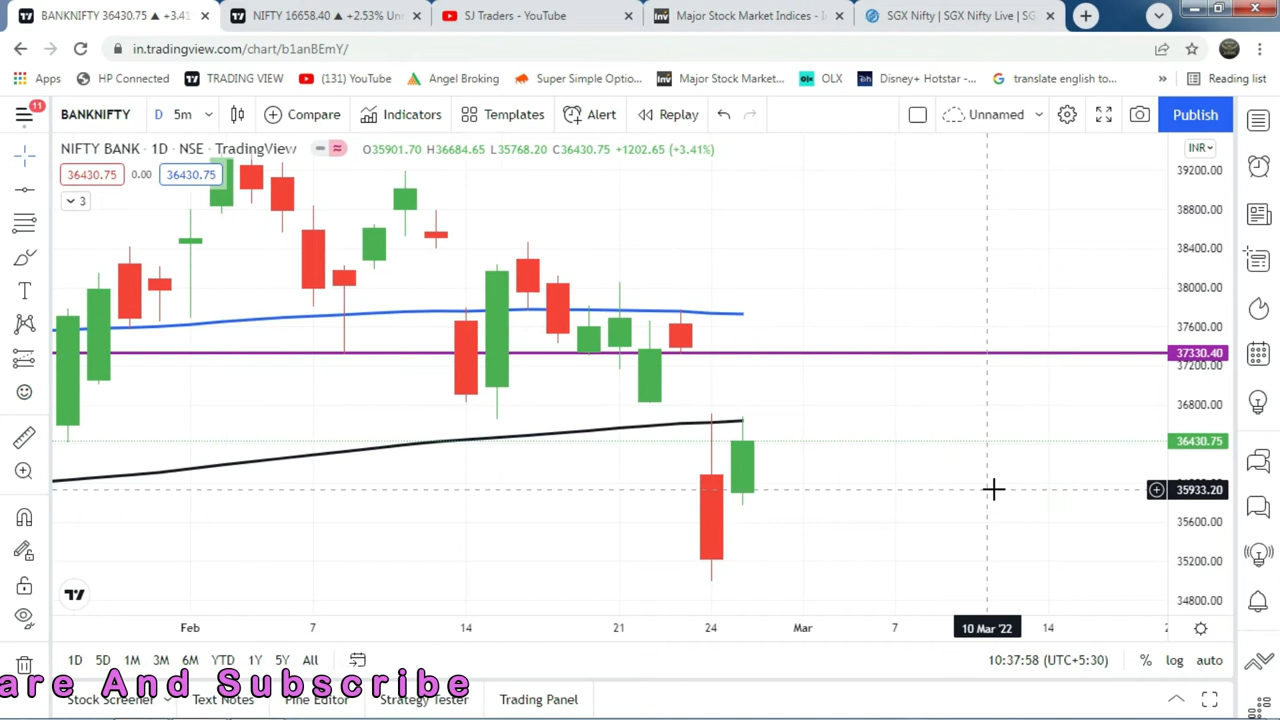 BANKNIFTY 36430.75 ▲ +3.41
NIFTY 16658.40 ▲ +2.53% Un
SJ Traders - YouTube
Inv Major Stock Market Indices - In
SGX Nifty | SGX Nifty Live | SG
in.tradingview.com/chart/b1anBEmY/
Apps
HP Connected
TRADING VIEW
(131) YouTube
Angel Broking
Super Simple Optio...
Inv Major Stock Market...
OLX
Disney+ Hotstar -...
translate english to...
»
Reading list
11
BANKNIFTY
D 5m
Compare
Indicators
Templates
Alert
Replay
Unnamed
Publish
NIFTY BANK · 1D · NSE · TradingView
O35901.70 H36684.65 L35768.20 C36430.75 +1202.65 (+3.41%)
INR
36430.75 0.00 36430.75
3
39200.00
38800.00
38400.00
38000.00
37600.00
37330.40
37200.00
36800.00
36430.75
35933.20
35600.00
35200.00
34800.00
Feb 7 14 21 24 Mar 7 10 Mar '22 14 2
1D 5D 1M 3M 6M YTD 1Y 5Y All
10:37:58 (UTC+5:30) % log auto
are And Subscribe
Stock Screener Text Notes Pine Editor Strategy Tester Trading Panel